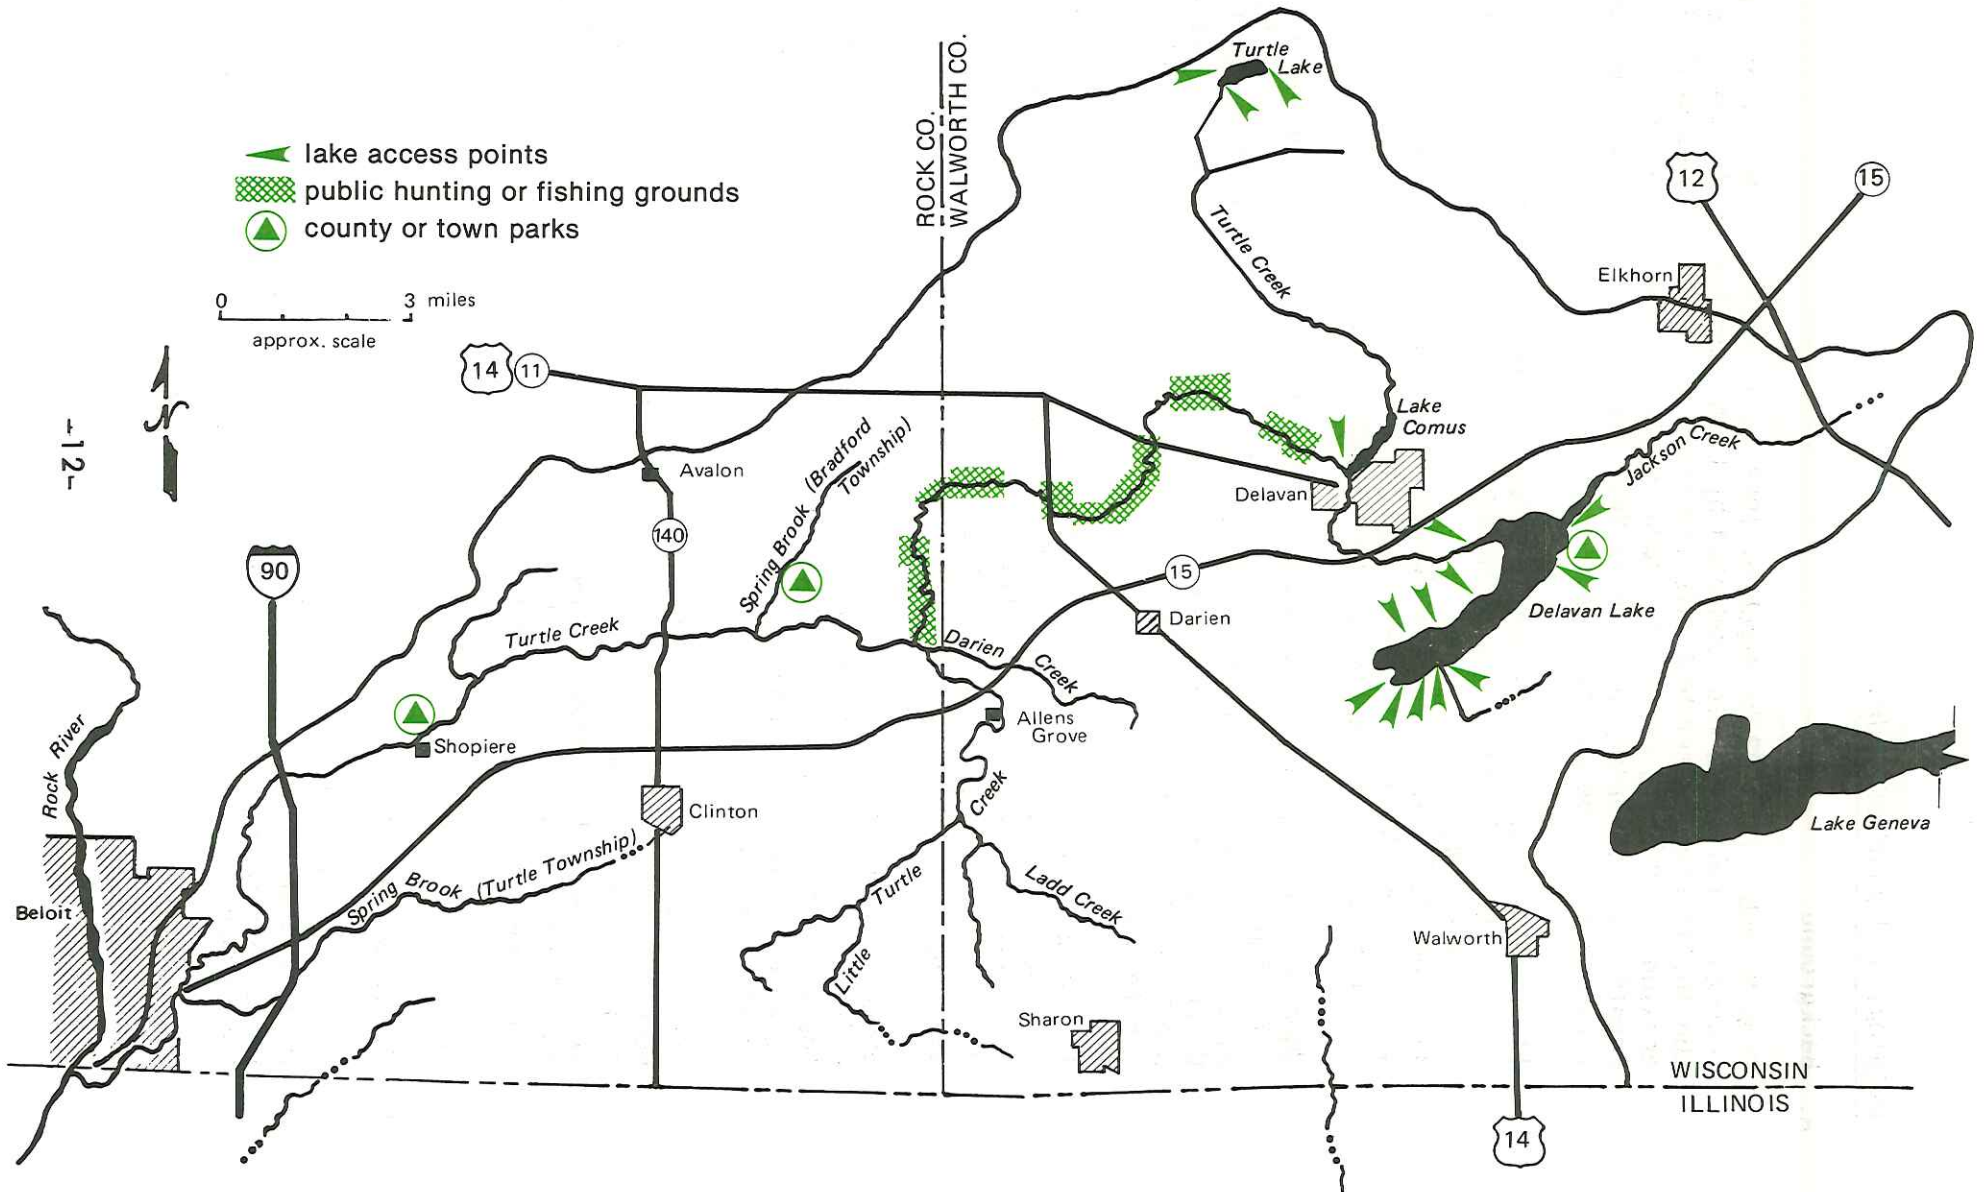 Turtle
Lake
ROCK CO.
WALWORTH CO.
lake access points
public hunting or fishing grounds
county or town parks
0 3 miles
approx. scale
N
-12-
12
15
Elkhorn
Turtle Creek
14
11
Lake
Comus
Jackson Creek
Avalon
Spring Brook (Bradford
Township)
Delavan
140
90
15
Darien
Delavan Lake
Turtle Creek
Darien
Creek
Allens
Grove
Shopiere
Rock River
Clinton
Creek
Lake Geneva
Spring Brook (Turtle Township)
Turtle
Ladd Creek
Beloit
Walworth
Little
Sharon
WISCONSIN
ILLINOIS
14